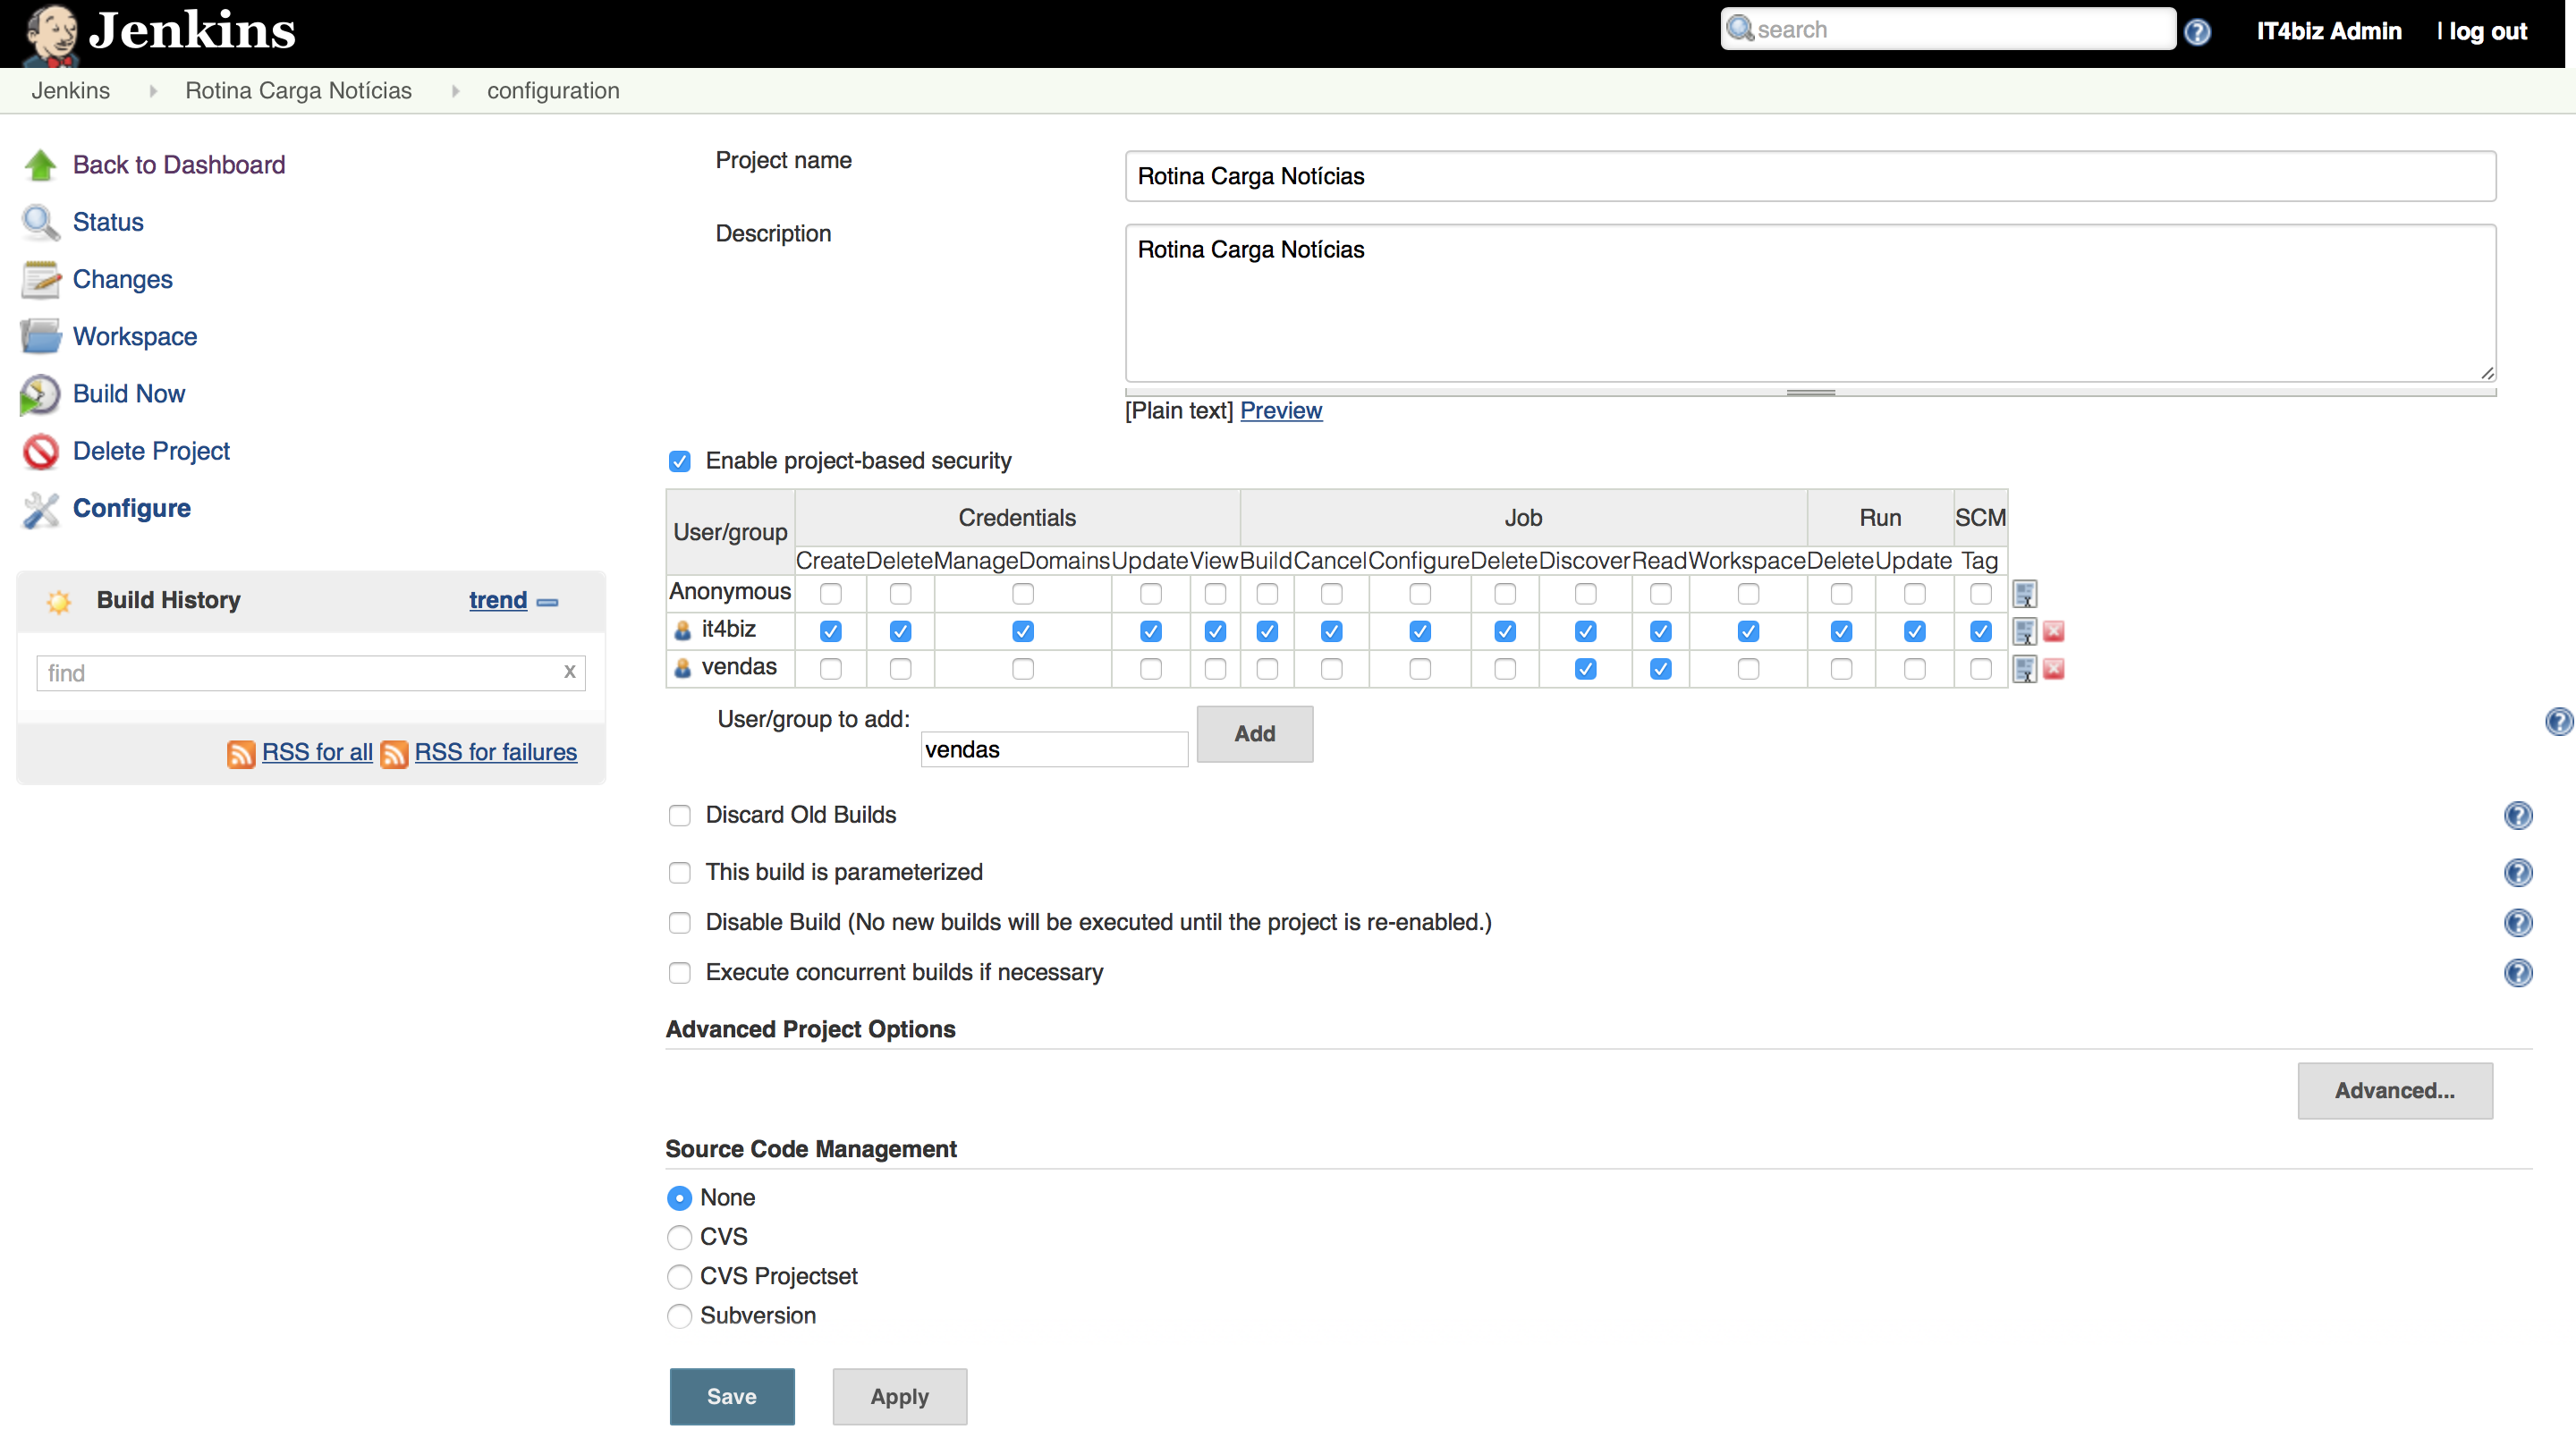 Jenkins
search
IT4biz Admin | log out
Jenkins Rotina Carga Notícias configuration
Back to Dashboard
Status
Changes
Workspace
Build Now
Delete Project
Configure
Build History trend
find x
RSS for all RSS for failures
Project name Rotina Carga Notícias
Description Rotina Carga Notícias
[Plain text] Preview
Enable project-based security
User/group Credentials Job Run SCM
Create Delete ManageDomains Update View Build Cancel Configure Delete Discover Read Workspace Delete Update Tag
Anonymous
it4biz
vendas
User/group to add: vendas Add
Discard Old Builds
This build is parameterized
Disable Build (No new builds will be executed until the project is re-enabled.)
Execute concurrent builds if necessary
Advanced Project Options
Advanced...
Source Code Management
None
CVS
CVS Projectset
Subversion
Save Apply